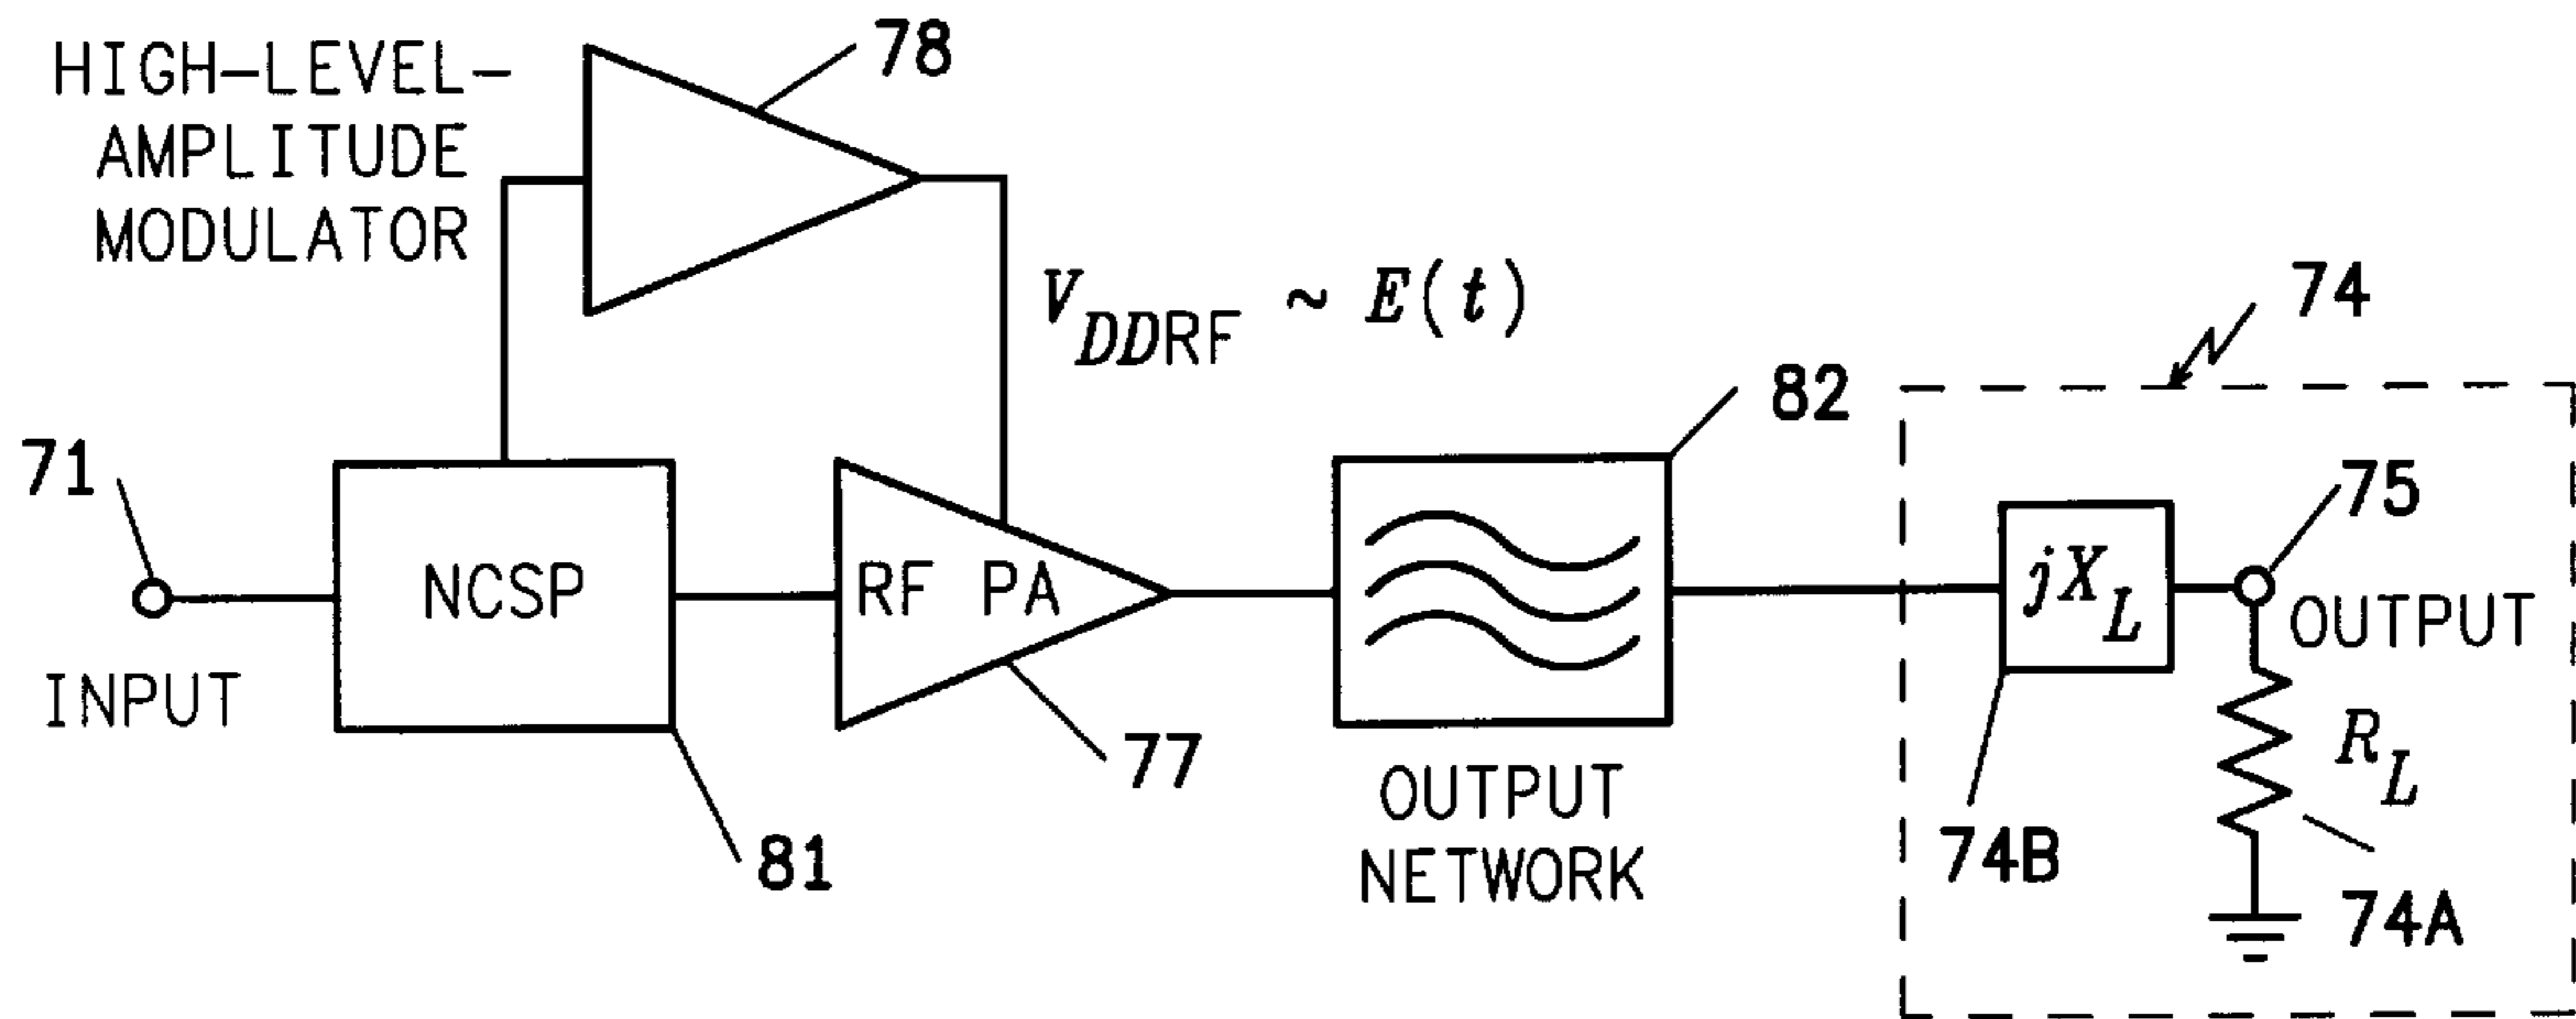 HIGH-LEVEL-
AMPLITUDE
MODULATOR
78
V_DDRF ~ E(t)
74
82
71
75
NCSP
RF PA
jX_L
OUTPUT
INPUT
R_L
77
OUTPUT
NETWORK
81
74B
74A